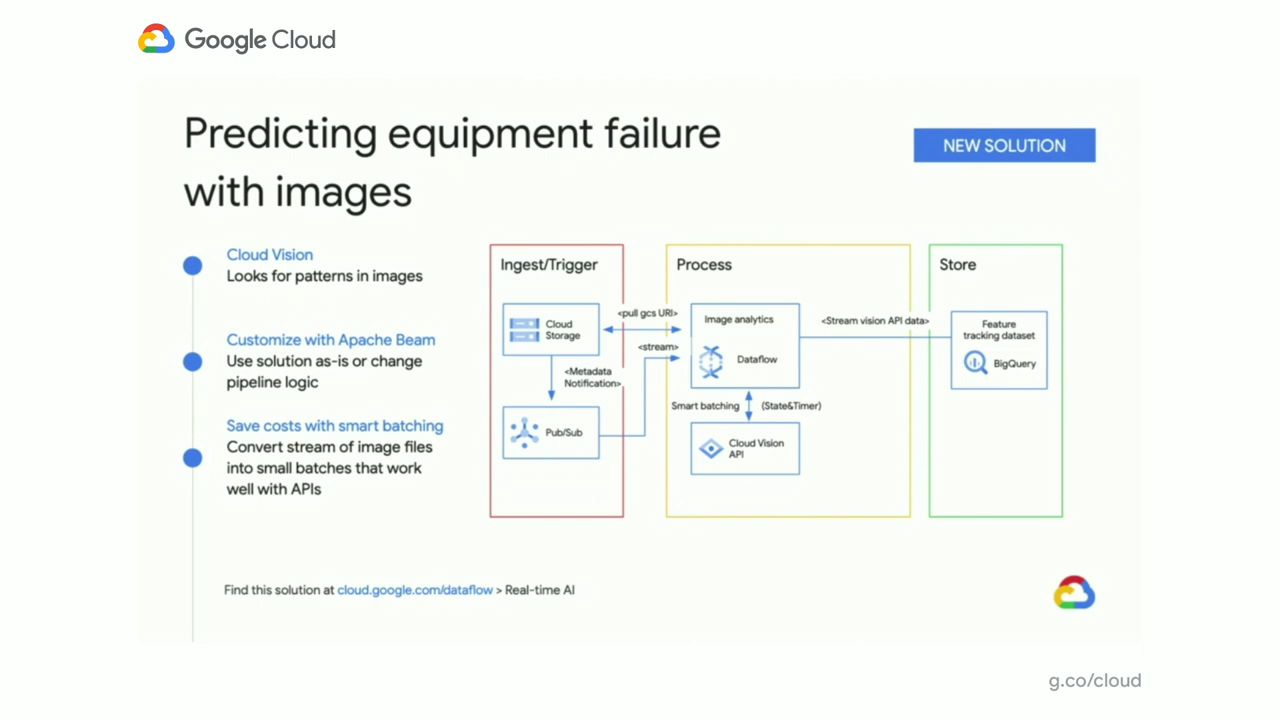 Google Cloud
Predicting equipment failure
with images
NEW SOLUTION
Cloud Vision
Looks for patterns in images
Customize with Apache Beam
Use solution as-is or change
pipeline logic
Save costs with smart batching
Convert stream of image files
into small batches that work
well with APIs
Ingest/Trigger
Cloud
Storage
<Metadata
Notification>
Pub/Sub
<pull gcs URI>
<stream>
Process
Image analytics
Dataflow
Smart batching
(State&Timer)
Cloud Vision
API
<Stream vision API data>
Store
Feature
tracking dataset
BigQuery
Find this solution at cloud.google.com/dataflow > Real-time AI
g.co/cloud